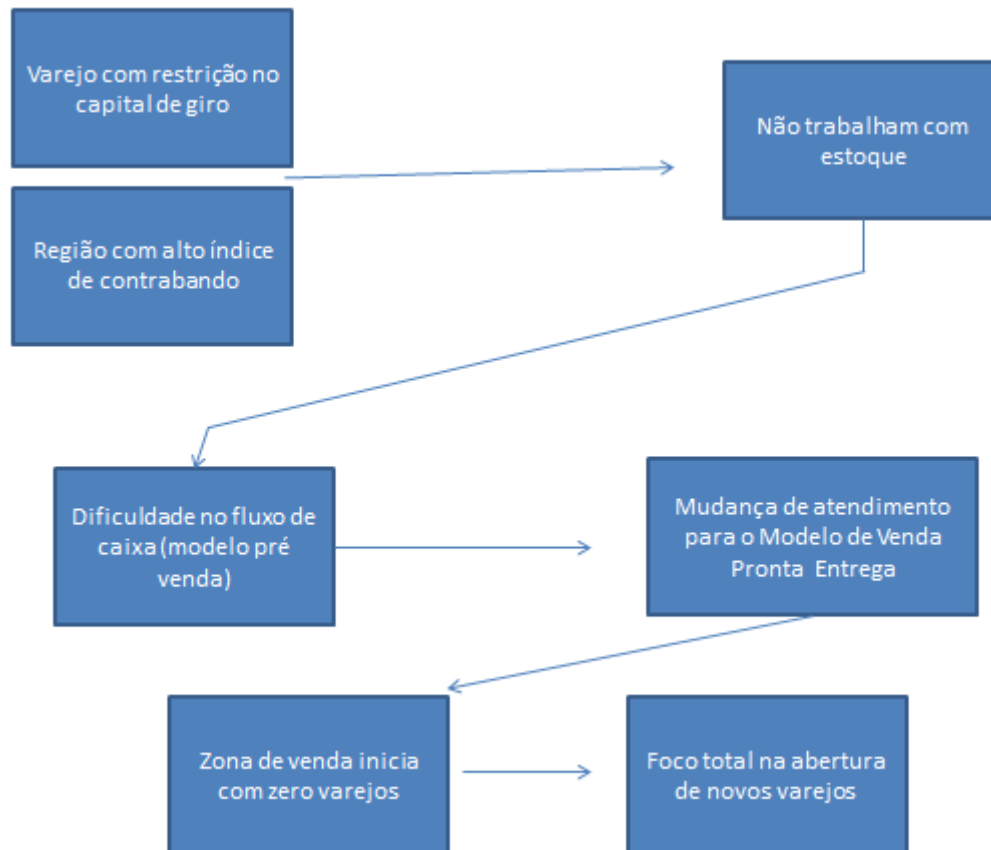 Varejo com restrição no
capital de giro
Não trabalham com
estoque
Região com alto índice
de contrabando
Dificuldade no fluxo de
caixa (modelo pré
venda)
Mudança de atendimento
para o Modelo de Venda
Pronta Entrega
Zona de venda inicia
com zero varejos
Foco total na abertura
de novos varejos